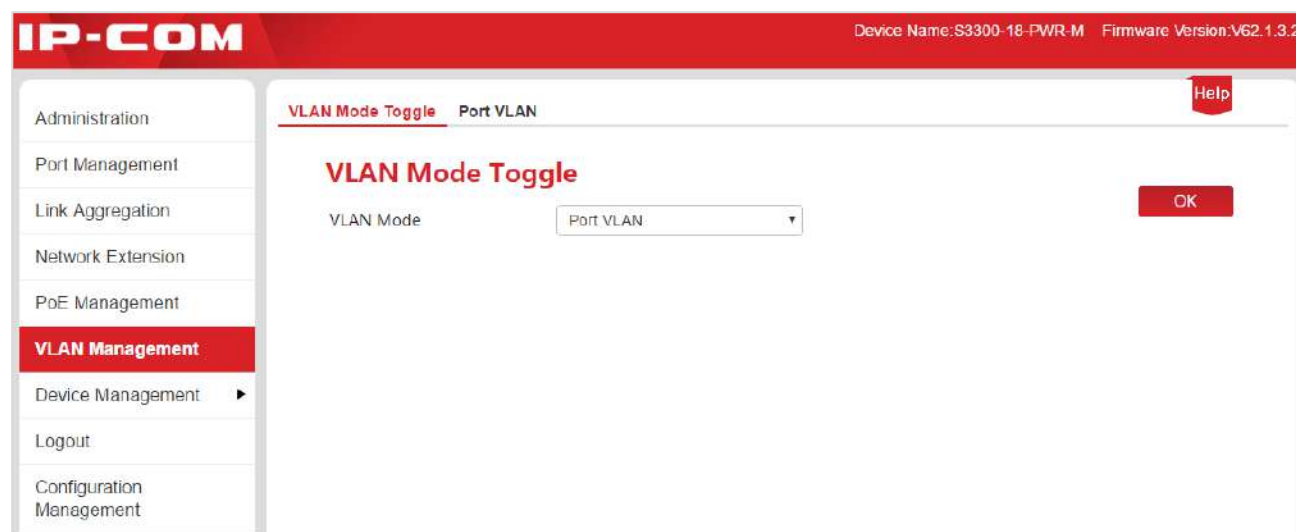 IP-COM
Device Name:S3300-18-PWR-M Firmware Version:V62.1.3.2
Help
Administration
VLAN Mode Toggle Port VLAN
Port Management
VLAN Mode Toggle
OK
Link Aggregation
VLAN Mode Port VLAN
Network Extension
PoE Management
VLAN Management
Device Management
Logout
Configuration
Management